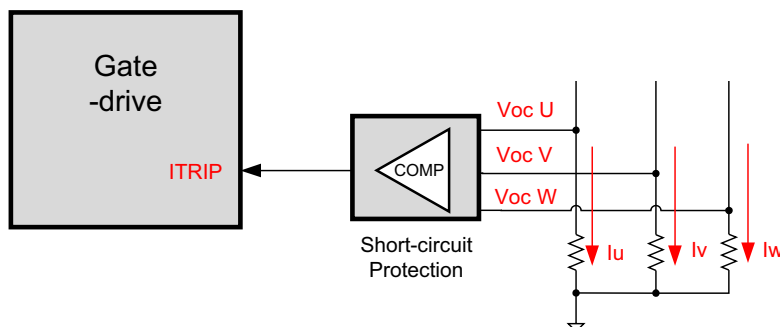 Gate
-drive
ITRIP
COMP
Short-circuit
Protection
Voc U
Voc V
Voc W
Iu
Iv
Iw